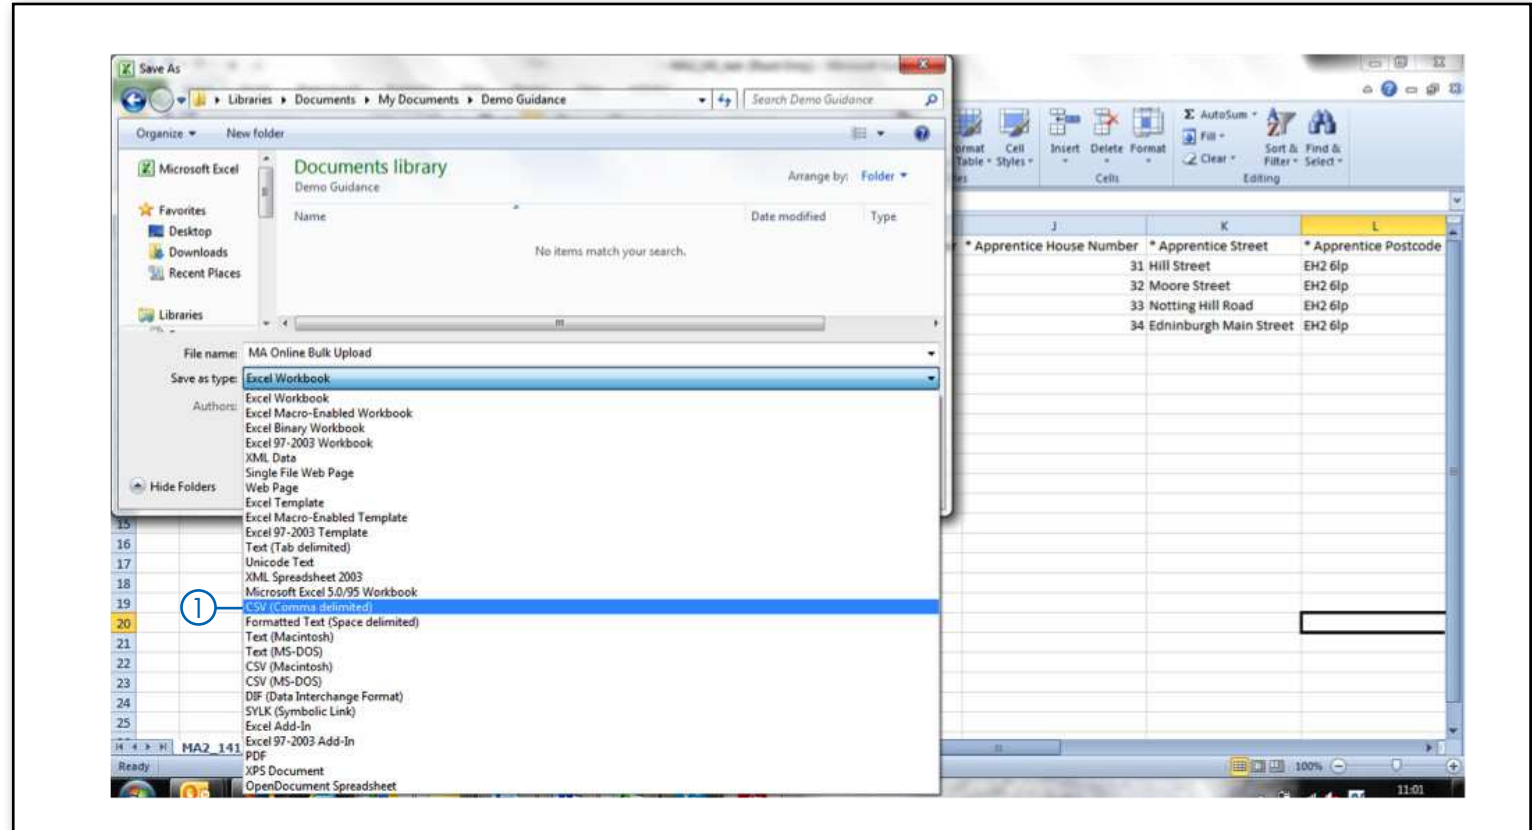 Save As
Libraries Documents My Documents Demo Guidance
Search Demo Guidance
Organize New folder
Microsoft Excel
Favorites
Desktop
Downloads
Recent Places
Libraries
Documents library
Demo Guidance
Arrange by: Folder
Name Date modified Type
No items match your search.
File name: MA Online Bulk Upload
Save as type: Excel Workbook
Authors:
Excel Workbook
Excel Macro-Enabled Workbook
Excel Binary Workbook
Excel 97-2003 Workbook
XML Data
Single File Web Page
Web Page
Excel Template
Excel Macro-Enabled Template
Excel 97-2003 Template
Text (Tab delimited)
Unicode Text
XML Spreadsheet 2003
Microsoft Excel 5.0/95 Workbook
CSV (Comma delimited)
Formatted Text (Space delimited)
Text (Macintosh)
Text (MS-DOS)
CSV (Macintosh)
CSV (MS-DOS)
DIF (Data Interchange Format)
SYLK (Symbolic Link)
Excel Add-In
Excel 97-2003 Add-In
PDF
XPS Document
OpenDocument Spreadsheet
Hide Folders
1
Cell
Table Styles
Insert Delete Format
Cells
Σ AutoSum
Fill
Clear
Sort & Filter
Find & Select
Editing
J K L
* Apprentice House Number * Apprentice Street * Apprentice Postcode
31 Hill Street EH2 6lp
32 Moore Street EH2 6lp
33 Notting Hill Road EH2 6lp
34 Edninburgh Main Street EH2 6lp
15
16
17
18
19
20
21
22
23
24
25
MA2_141
Ready
100%
11:01